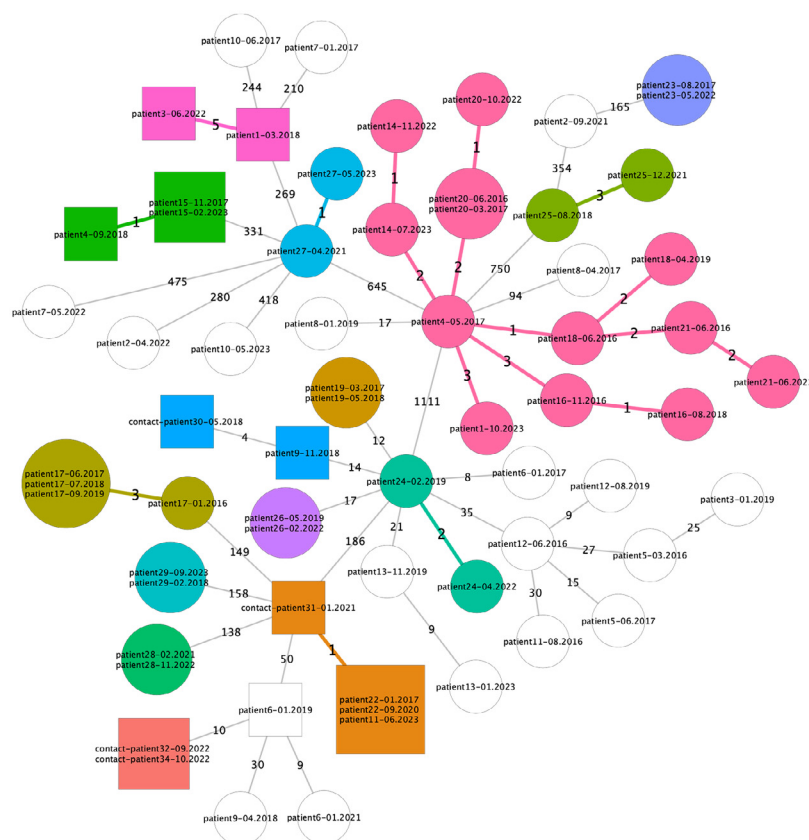 patient10-06.2017
patient7-01.2017
244
210
patient3-06.2022
5
patient1-03.2018
patient14-11.2022
patient20-10.2022
patient23-08.2017
patient23-05.2022
165
patient2-09.2021
1
1
354
269
patient27-05.2023
patient15-11.2017
patient15-02.2023
patient4-09.2018
1
331
1
patient27-04.2021
patient20-06.2016
patient20-03.2017
patient14-07.2023
3
patient25-12.2021
patient25-08.2018
2
2
750
patient8-04.2017
patient18-04.2019
475
280
418
645
94
2
patient7-05.2022
patient2-04.2022
patient10-05.2023
patient8-01.2019
17
patient4-05.2017
1
patient18-06.2016
2
patient21-06.2016
2
3
3
patient19-03.2017
patient19-05.2018
1111
patient16-11.2016
1
patient16-08.2018
patient1-10.2023
contact-patient30-05.2018
4
patient9-11.2018
12
14
patient24-02.2019
8
patient6-01.2017
patient17-06.2017
patient17-07.2018
patient17-09.2019
3
patient17-01.2016
17
patient26-05.2019
patient26-02.2022
35
patient12-08.2019
9
patient3-01.2019
25
21
2
186
149
patient12-06.2016
27
patient5-03.2016
patient13-11.2019
patient24-04.2022
15
30
patient29-09.2023
patient29-02.2018
158
contact-patient31-01.2021
138
patient5-06.2017
patient11-08.2016
9
1
50
patient28-02.2021
patient28-11.2022
patient13-01.2023
patient22-01.2017
patient22-09.2020
patient11-06.2023
patient6-01.2019
10
contact-patient32-09.2022
contact-patient34-10.2022
30
9
patient9-04.2018
patient6-01.2021